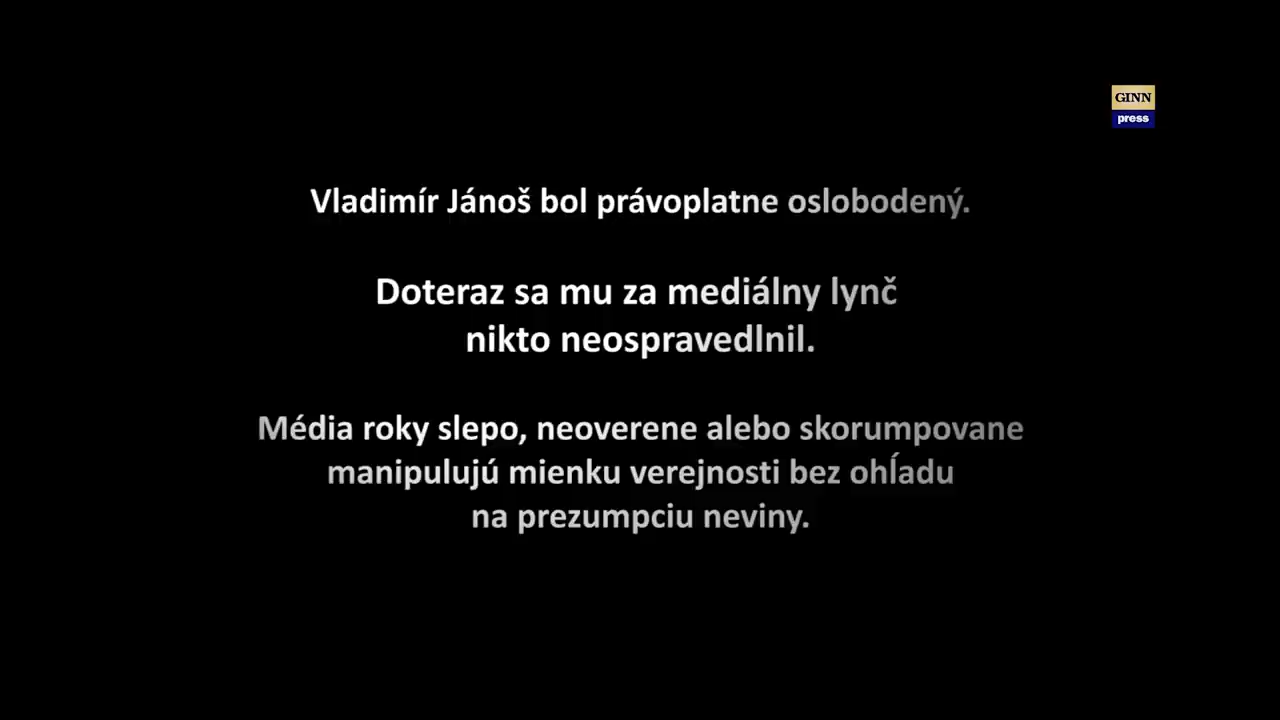 GINN
press
Vladimír Jánoš bol právoplatne oslobodený.
Doteraz sa mu za mediálny lynč
nikto neospravedlnil.
Média roky slepo, neoverene alebo skorumpovane
manipulujú mienku verejnosti bez ohĺadu
na prezumpciu neviny.